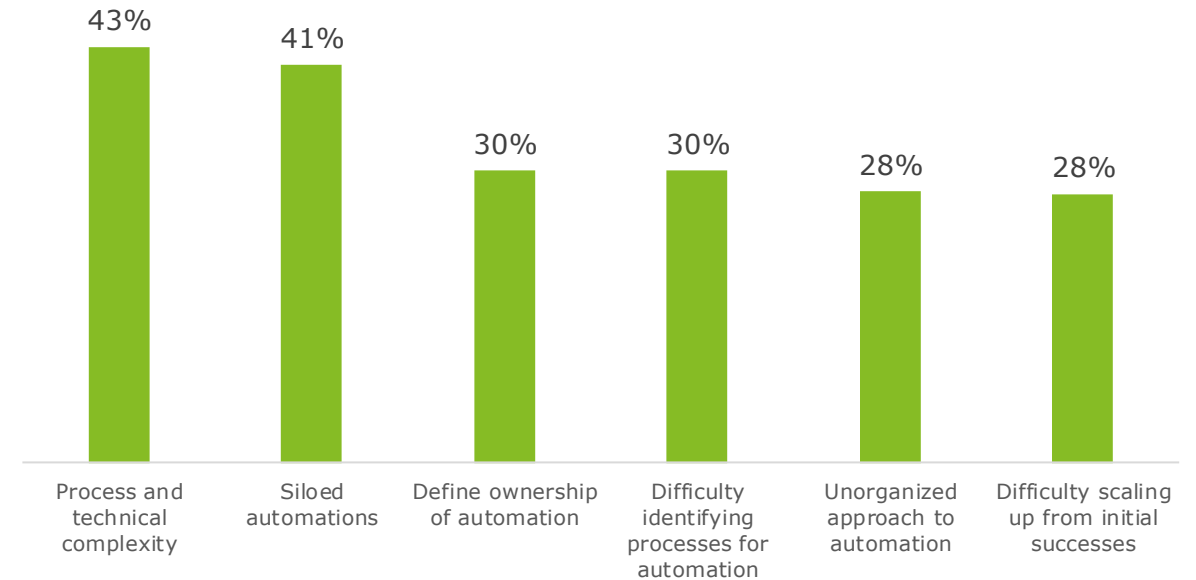 43%
41%
30%
30%
28%
28%
Process and
technical
complexity
Siloed
automations
Define ownership
of automation
Difficulty
identifying
processes for
automation
Unorganized
approach to
automation
Difficulty scaling
up from initial
successes